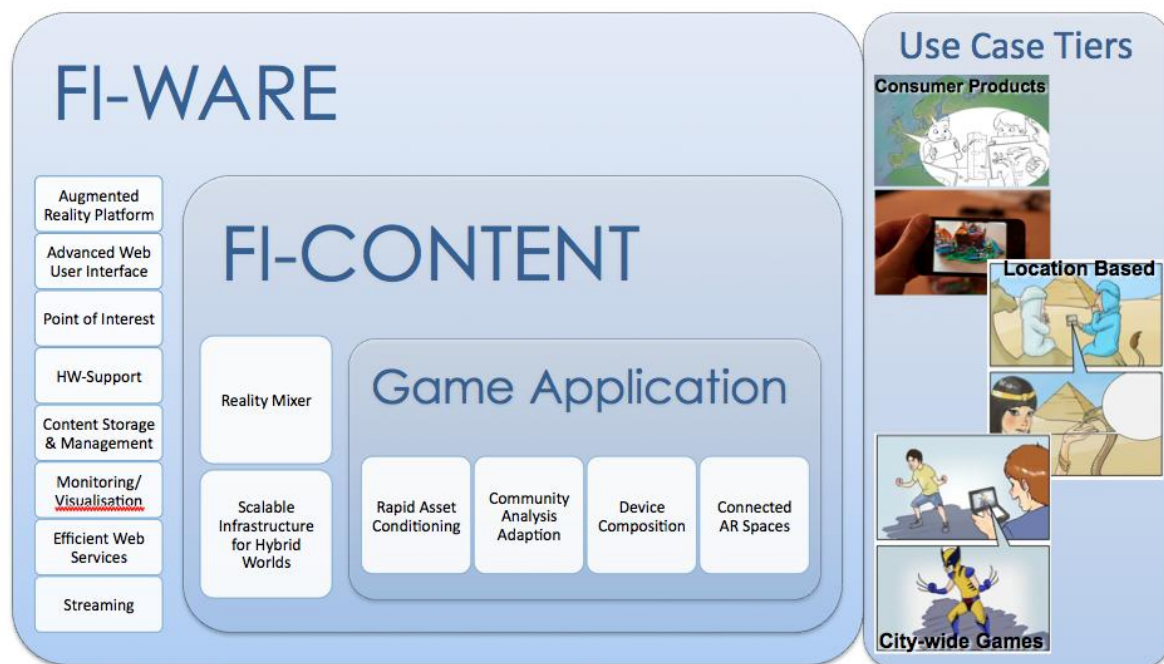 FI-WARE
Augmented
Reality Platform
Advanced Web
User Interface
Point of Interest
HW-Support
Content Storage
& Management
Monitoring/
Visualisation
Efficient Web
Services
Streaming
FI-CONTENT
Reality Mixer
Scalable
Infrastructure
for Hybrid
Worlds
Game Application
Rapid Asset
Conditioning
Community
Analysis
Adaption
Device
Composition
Connected
AR Spaces
Use Case Tiers
Consumer Products
Location Based
City-wide Games